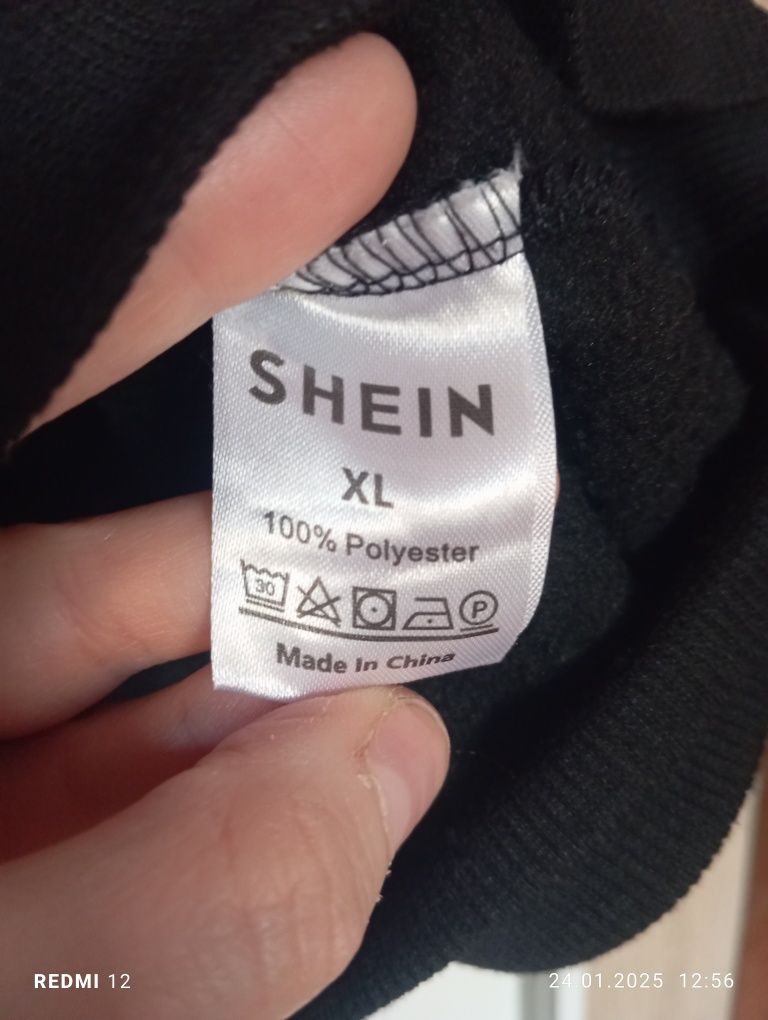 SHEIN
XL
100% Polyester
30 P
Made In China
REDMI 12
24.01.2025 12:56